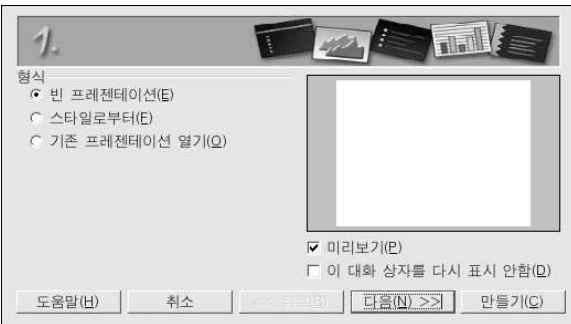 1.
형식
빈 프레젠테이션(E)
스타일로부터(F)
기존 프레젠테이션 열기(O)
미리보기(P)
이 대화 상자를 다시 표시 안함(D)
도움말(H) 취소 다음(N) >> 만들기(C)